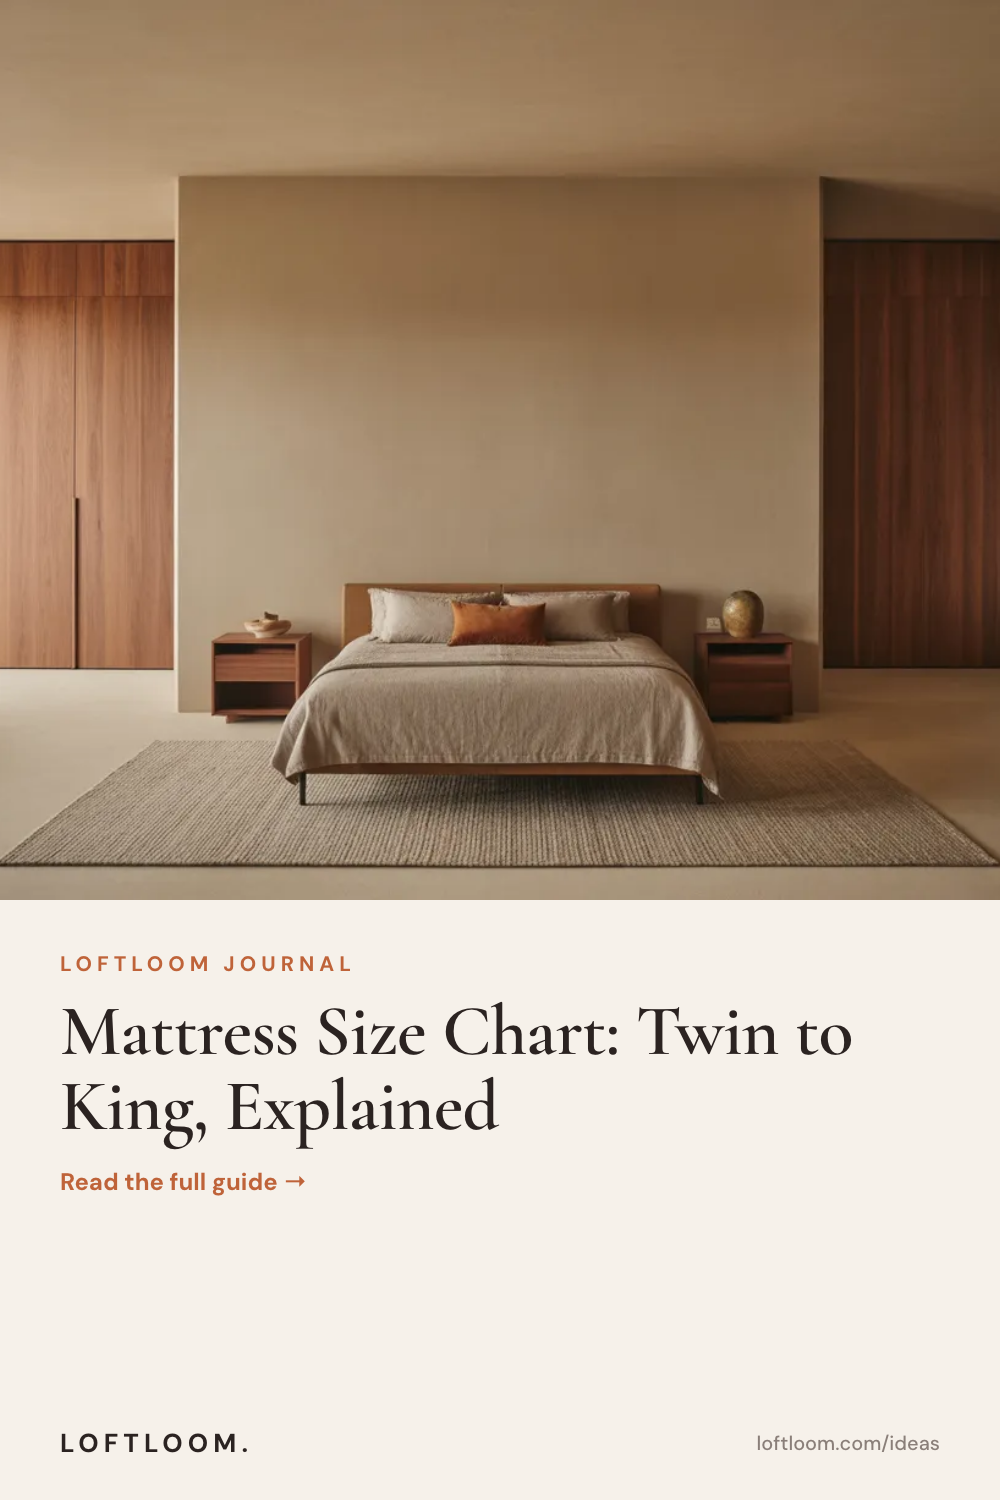 LOFTLOOM JOURNAL
Mattress Size Chart: Twin to
King, Explained
Read the full guide →
LOFTLOOM.
loftloom.com/ideas